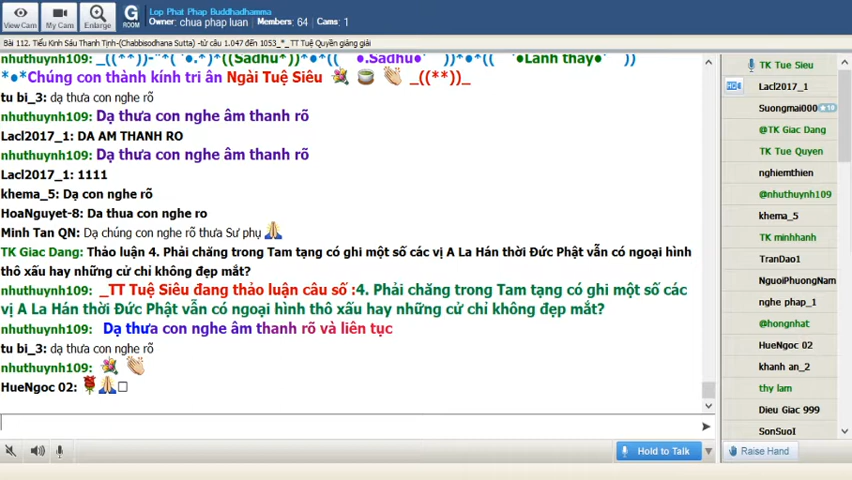 View Cam
My Cam
Enlarge
G
ROOM
Lop Phat Phap Buddhadhamma
Owner: chua phap luan Members: 64 Cams: 1
Bài 112. Tiểu Kinh Sáu Thanh Tịnh-(Chabbisodhana Sutta) -từ câu 1.047 đến 1053_*_ TT Tuệ Quyền giảng giải
nhuthuynh109: _((**))-"*( '●.*)*((Sadhu*))*●*(( '●.Sadhu●' ))*●*(( '●Lành thay●' ))
*●*Chúng con thành kính tri ân Ngài Tuệ Siêu 💐 🍵 👏 _((**))_
tu bi_3: dạ thưa con nghe rõ
nhuthuynh109: Dạ thưa con nghe âm thanh rõ
Lacl2017_1: DA AM THANH RO
nhuthuynh109: Dạ thưa con nghe âm thanh rõ
Lacl2017_1: 1111
khema_5: Dạ con nghe rõ
HoaNguyet-8: Da thua con nghe ro
Minh Tan QN: Dạ chúng con nghe rõ thưa Sư phụ 🙏
TK Giac Dang: Thảo luận 4. Phải chăng trong Tam tạng có ghi một số các vị A La Hán thời Đức Phật vẫn có ngoại hình
thô xấu hay những cử chỉ không đẹp mắt?
nhuthuynh109: _TT Tuệ Siêu đang thảo luận câu số :4. Phải chăng trong Tam tạng có ghi một số các
vị A La Hán thời Đức Phật vẫn có ngoại hình thô xấu hay những cử chỉ không đẹp mắt?
nhuthuynh109: Dạ thưa con nghe âm thanh rõ và liên tục
tu bi_3: dạ thưa con nghe rõ
nhuthuynh109: 💐 👏
HueNgoc 02: 🌹🙏□
Hold to Talk
TK Tue Sieu
HD
Lacl2017_1
Suongmai000 ★10
@TK Giac Dang
TK Tue Quyen
nghiemthien
@nhuthuynh109
khema_5
TK minhhanh
TranDao1
NguoiPhuongNam
nghe phap_1
@hongnhat
HueNgoc 02
khanh an_2
thy lam
Dieu Giac 999
SonSuoI
Raise Hand